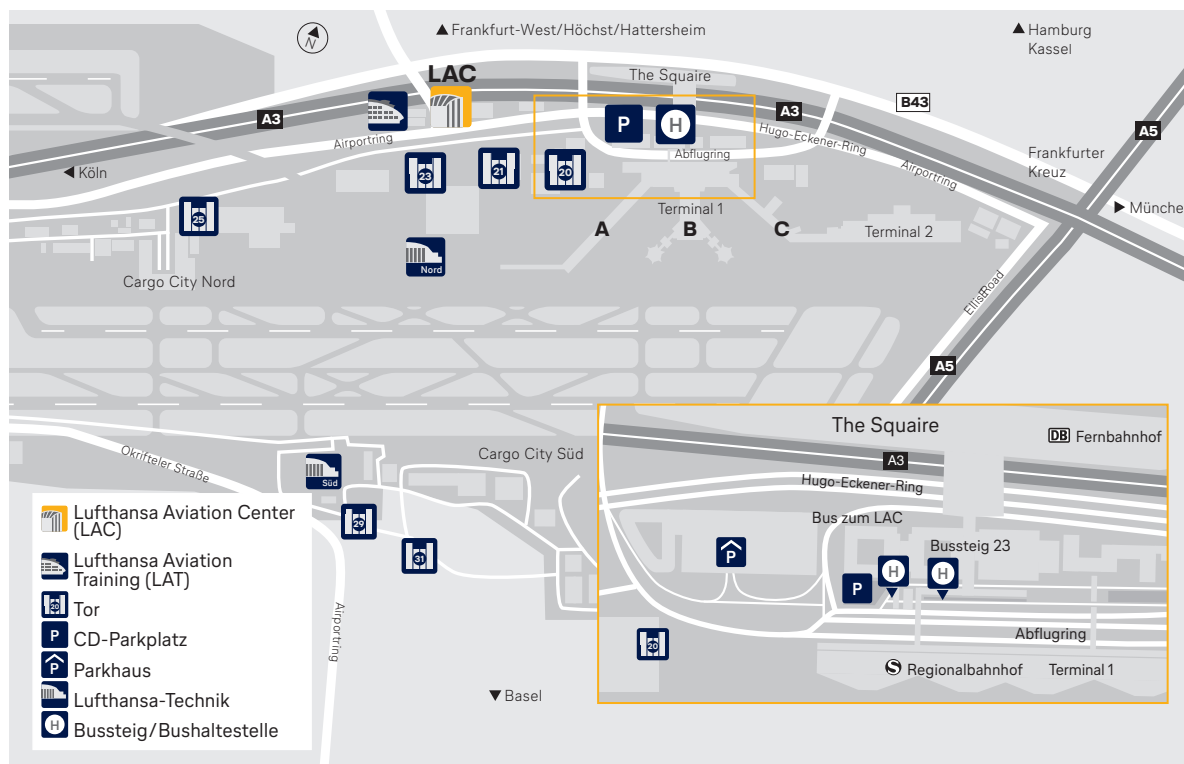 N
Frankfurt-West/Höchst/Hattersheim
Hamburg
Kassel
LAC
The Squaire
A3
A3
B43
A5
P
H
Airportring
Hugo-Eckener-Ring
Abflugring
Airportring
Frankfurter
Kreuz
Köln
Münche
23
21
20
25
Terminal 1
A
B
C
Terminal 2
Nord
Cargo City Nord
Ellis Road
A5
Okrifteler Straße
Süd
Cargo City Süd
29
31
Airportring
Basel
Lufthansa Aviation Center
(LAC)
Lufthansa Aviation
Training (LAT)
20
Tor
P
CD-Parkplatz
P
Parkhaus
Lufthansa-Technik
H
Bussteig/Bushaltestelle
The Squaire
DB Fernbahnhof
A3
Hugo-Eckener-Ring
Bus zum LAC
Bussteig 23
P
H
H
P
20
Abflugring
S Regionalbahnhof
Terminal 1